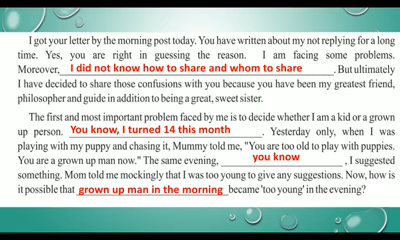 I got your letter by the morning post today. You have written about my not replying for a long
time. Yes, you are right in guessing the reason. I am facing some problems.
Moreover, I did not know how to share and whom to share. But ultimately
I have decided to share those confusions with you because you have been my greatest friend,
philosopher and guide in addition to being a great, sweet sister.
The first and most important problem faced by me is to decide whether I am a kid or a grown
up person. You know, I turned 14 this month. Yesterday only, when I was
playing with my puppy and chasing it, Mummy told me, "You are too old to play with puppies.
You are a grown up man now." The same evening, you know, I suggested
something. Mom told me mockingly that I was too young to give any suggestions. Now, how is
it possible that grown up man in the morning became 'too young' in the evening?